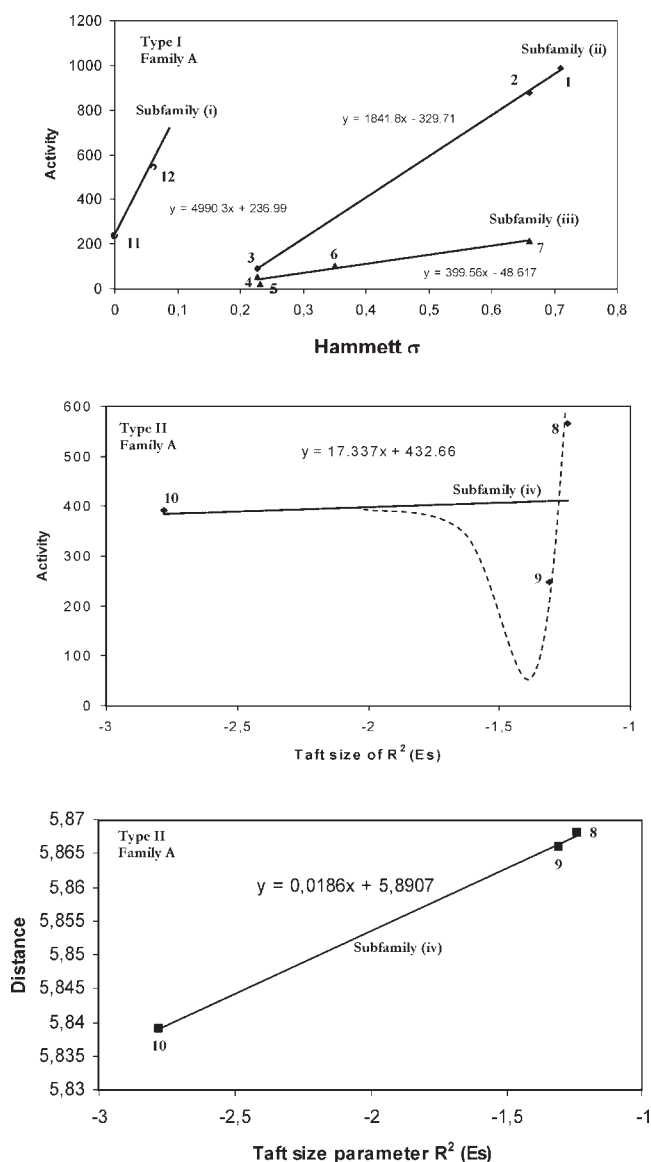 1200
1000
800
600
400
200
0
Activity
Type I
Family A
Subfamily (i)
Subfamily (ii)
Subfamily (iii)
y = 1841.8x - 329.71
y = 4990.3x + 236.99
y = 399.56x - 48.617
11
12
3
4
5
6
7
2
1
0 0,1 0,2 0,3 0,4 0,5 0,6 0,7 0,8
Hammett σ
600
500
400
300
200
100
0
Activity
Type II
Family A
y = 17.337x + 432.66
Subfamily (iv)
10
8
9
-3 -2,5 -2 -1,5 -1
Taft size of R² (Es)
5,87
5,865
5,86
5,855
5,85
5,845
5,84
5,835
5,83
Distance
Type II
Family A
y = 0,0186x + 5,8907
Subfamily (iv)
8
9
10
-3 -2,5 -2 -1,5 -1
Taft size parameter R² (Es)